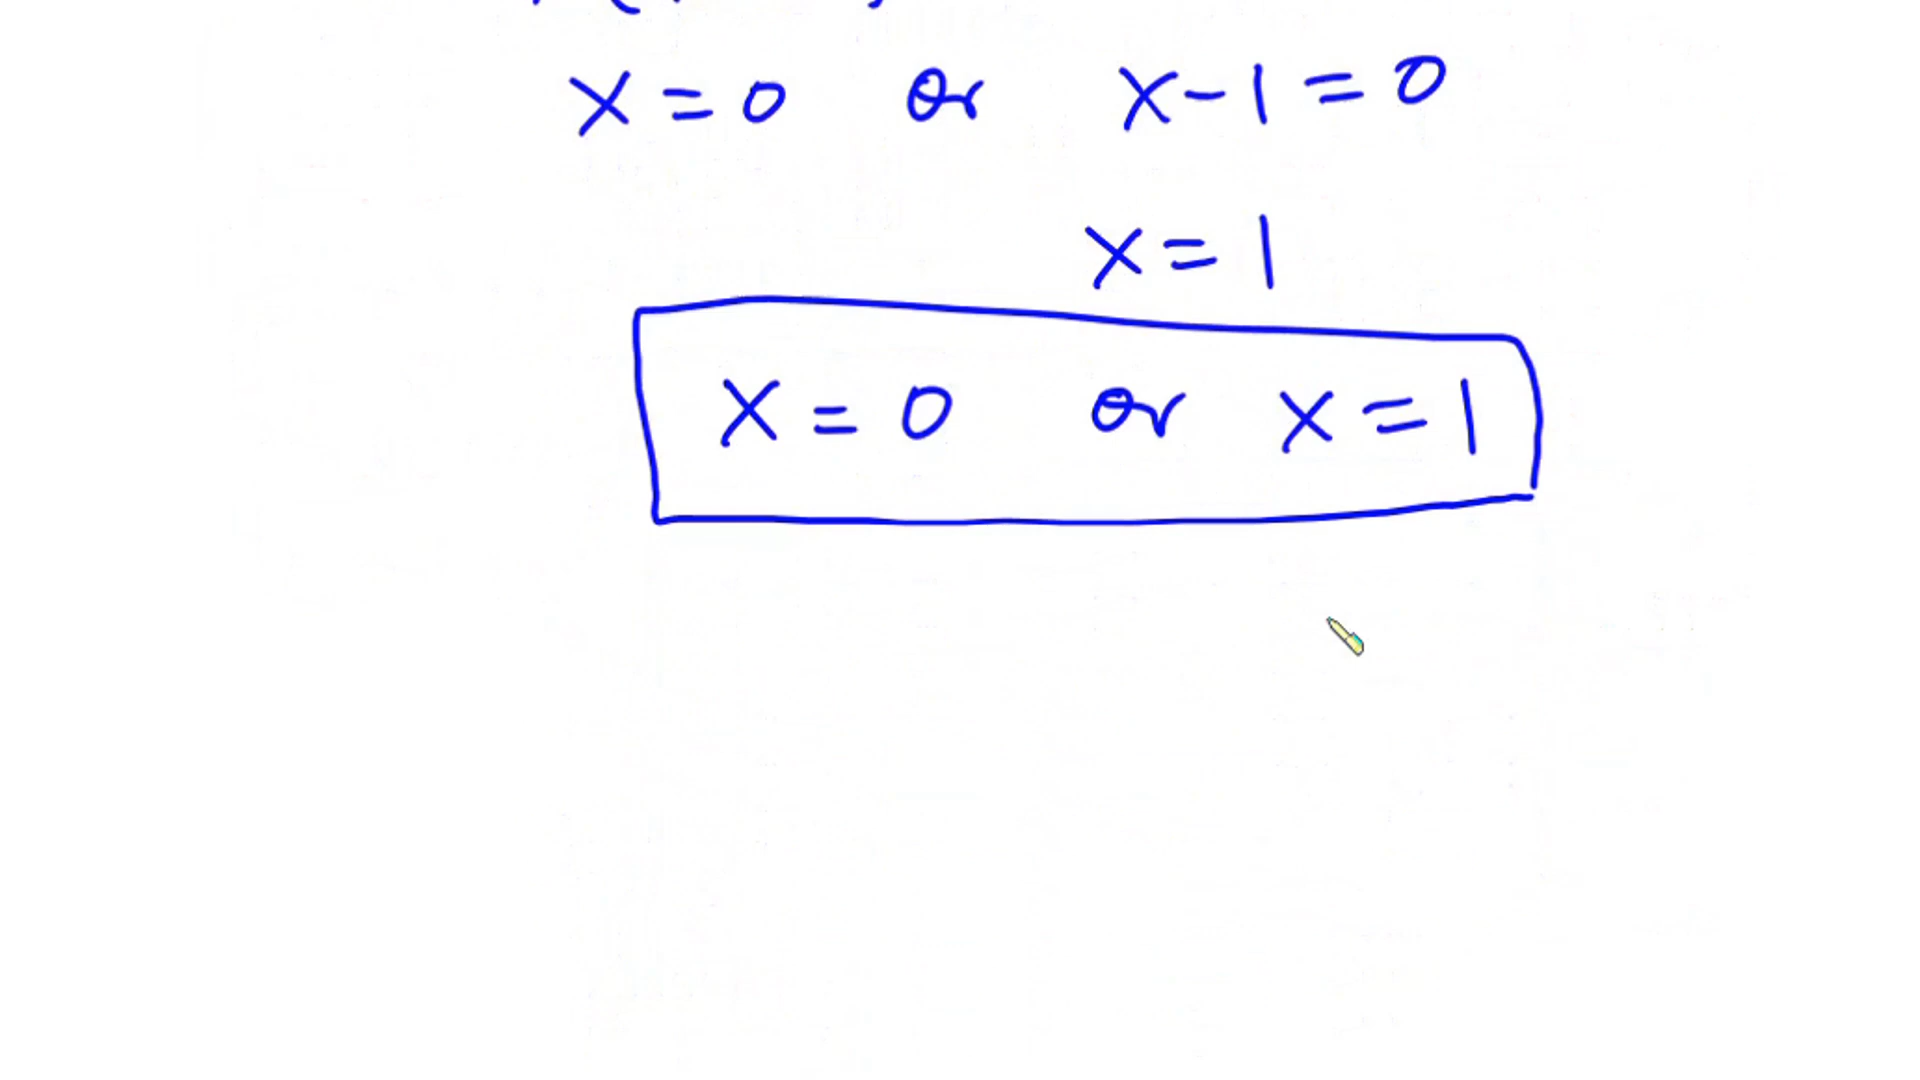 x = 0 or x - 1 = 0
x = 1
x = 0 or x = 1